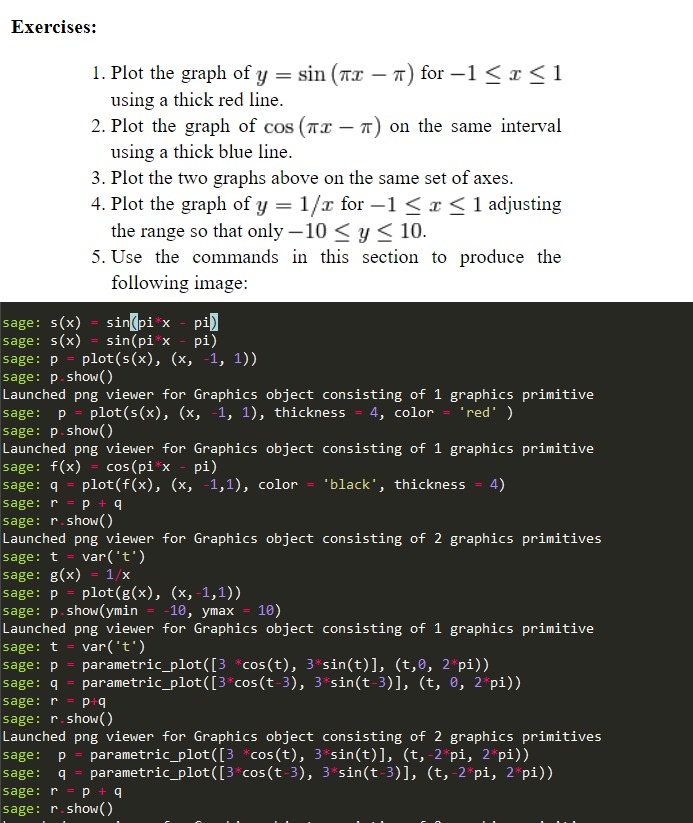 Exercises:
1. Plot the graph of y = sin (πx − π) for −1 ≤ x ≤ 1
using a thick red line.
2. Plot the graph of cos (πx − π) on the same interval
using a thick blue line.
3. Plot the two graphs above on the same set of axes.
4. Plot the graph of y = 1/x for −1 ≤ x ≤ 1 adjusting
the range so that only −10 ≤ y ≤ 10.
5. Use the commands in this section to produce the
following image:
sage: s(x) = sin(pi*x - pi)
sage: s(x) = sin(pi*x - pi)
sage: p = plot(s(x), (x, -1, 1))
sage: p.show()
Launched png viewer for Graphics object consisting of 1 graphics primitive
sage:  p = plot(s(x), (x, -1, 1), thickness = 4, color = 'red' )
sage: p.show()
Launched png viewer for Graphics object consisting of 1 graphics primitive
sage: f(x) = cos(pi*x - pi)
sage: q = plot(f(x), (x, -1,1), color = 'black', thickness = 4)
sage: r = p + q
sage: r.show()
Launched png viewer for Graphics object consisting of 2 graphics primitives
sage: t = var('t')
sage: g(x) = 1/x
sage: p = plot(g(x), (x,-1,1))
sage: p.show(ymin = -10, ymax = 10)
Launched png viewer for Graphics object consisting of 1 graphics primitive
sage: t = var('t')
sage: p = parametric_plot([3 *cos(t), 3*sin(t)], (t,0, 2*pi))
sage: q = parametric_plot([3*cos(t-3), 3*sin(t-3)], (t, 0, 2*pi))
sage: r = p+q
sage: r.show()
Launched png viewer for Graphics object consisting of 2 graphics primitives
sage:  p = parametric_plot([3 *cos(t), 3*sin(t)], (t,-2*pi, 2*pi))
sage:  q = parametric_plot([3*cos(t-3), 3*sin(t-3)], (t,-2*pi, 2*pi))
sage: r = p + q
sage: r.show()